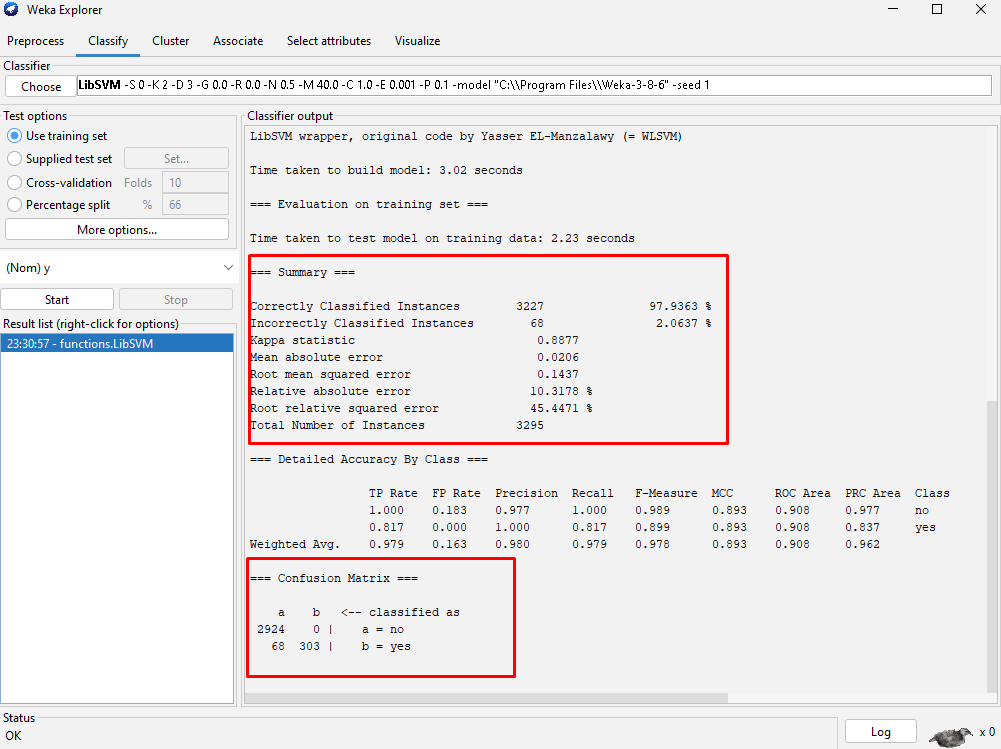 Weka Explorer
Preprocess Classify Cluster Associate Select attributes Visualize
Classifier
Choose LibSVM -S 0 -K 2 -D 3 -G 0.0 -R 0.0 -N 0.5 -M 40.0 -C 1.0 -E 0.001 -P 0.1 -model "C:\\Program Files\\Weka-3-8-6" -seed 1
Test options
Use training set
Supplied test set Set...
Cross-validation Folds 10
Percentage split % 66
More options...
(Nom) y
Start Stop
Result list (right-click for options)
23:30:57 - functions.LibSVM
Classifier output
LibSVM wrapper, original code by Yasser EL-Manzalawy (= WLSVM)
Time taken to build model: 3.02 seconds
=== Evaluation on training set ===
Time taken to test model on training data: 2.23 seconds
=== Summary ===
Correctly Classified Instances 3227 97.9363 %
Incorrectly Classified Instances 68 2.0637 %
Kappa statistic 0.8877
Mean absolute error 0.0206
Root mean squared error 0.1437
Relative absolute error 10.3178 %
Root relative squared error 45.4471 %
Total Number of Instances 3295
=== Detailed Accuracy By Class ===
TP Rate FP Rate Precision Recall F-Measure MCC ROC Area PRC Area Class
1.000 0.183 0.977 1.000 0.989 0.893 0.908 0.977 no
0.817 0.000 1.000 0.817 0.899 0.893 0.908 0.837 yes
Weighted Avg. 0.979 0.163 0.980 0.979 0.978 0.893 0.908 0.962
=== Confusion Matrix ===
a b <-- classified as
2924 0 | a = no
68 303 | b = yes
Status
OK
Log x 0